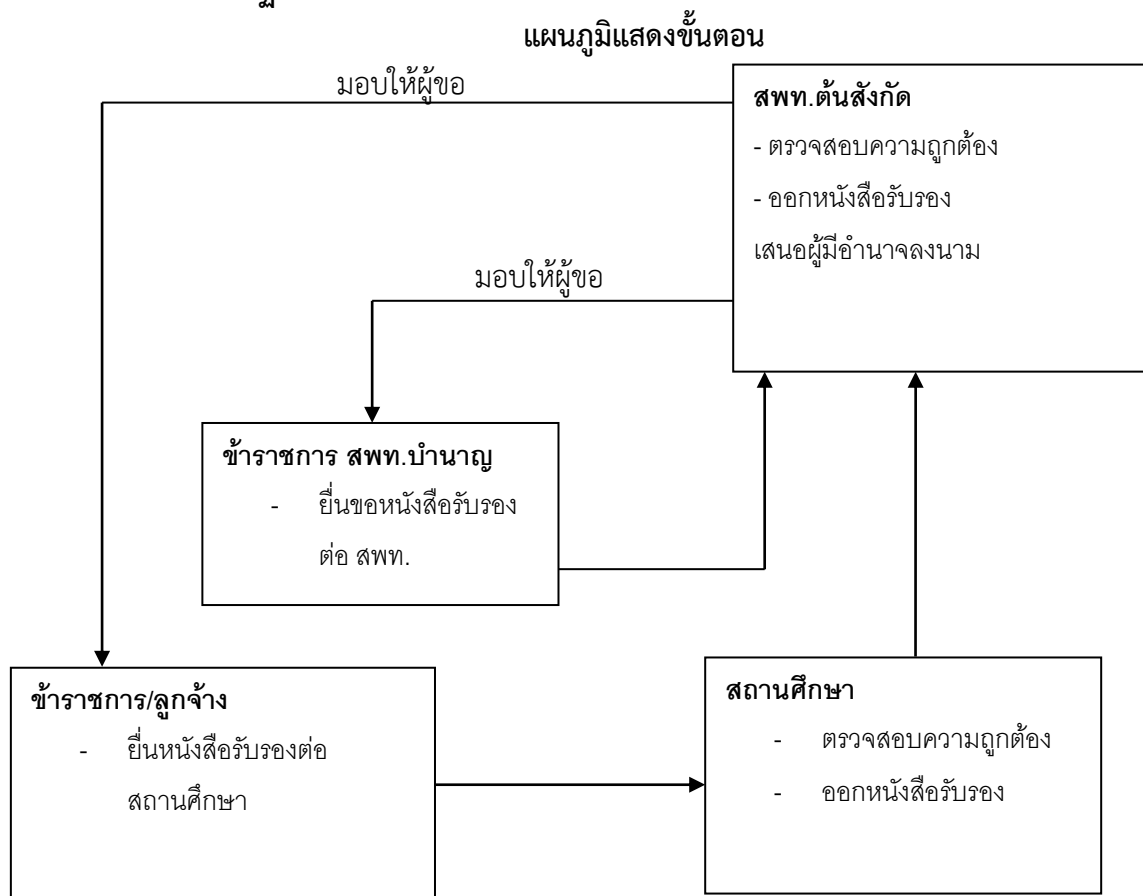 แผนภูมิแสดงขั้นตอน
มอบให้ผู้ขอ
สพท.ต้นสังกัด
- ตรวจสอบความถูกต้อง
- ออกหนังสือรับรอง
เสนอผู้มีอำนาจลงนาม
มอบให้ผู้ขอ
ข้าราชการ สพท.บำนาญ
- ยื่นขอหนังสือรับรอง
ต่อ สพท.
ข้าราชการ/ลูกจ้าง
- ยื่นหนังสือรับรองต่อ
สถานศึกษา
สถานศึกษา
- ตรวจสอบความถูกต้อง
- ออกหนังสือรับรอง